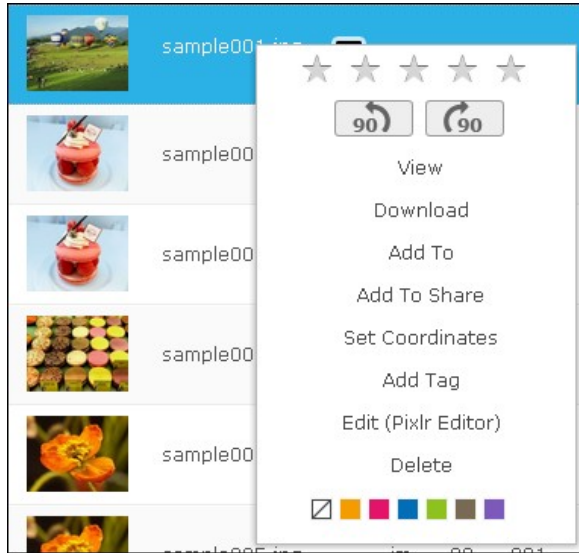 sample001.jpg
90 90
sample00
View
Download
sample00
Add To
Add To Share
sample00
Set Coordinates
Add Tag
Edit (Pixlr Editor)
sample00
Delete